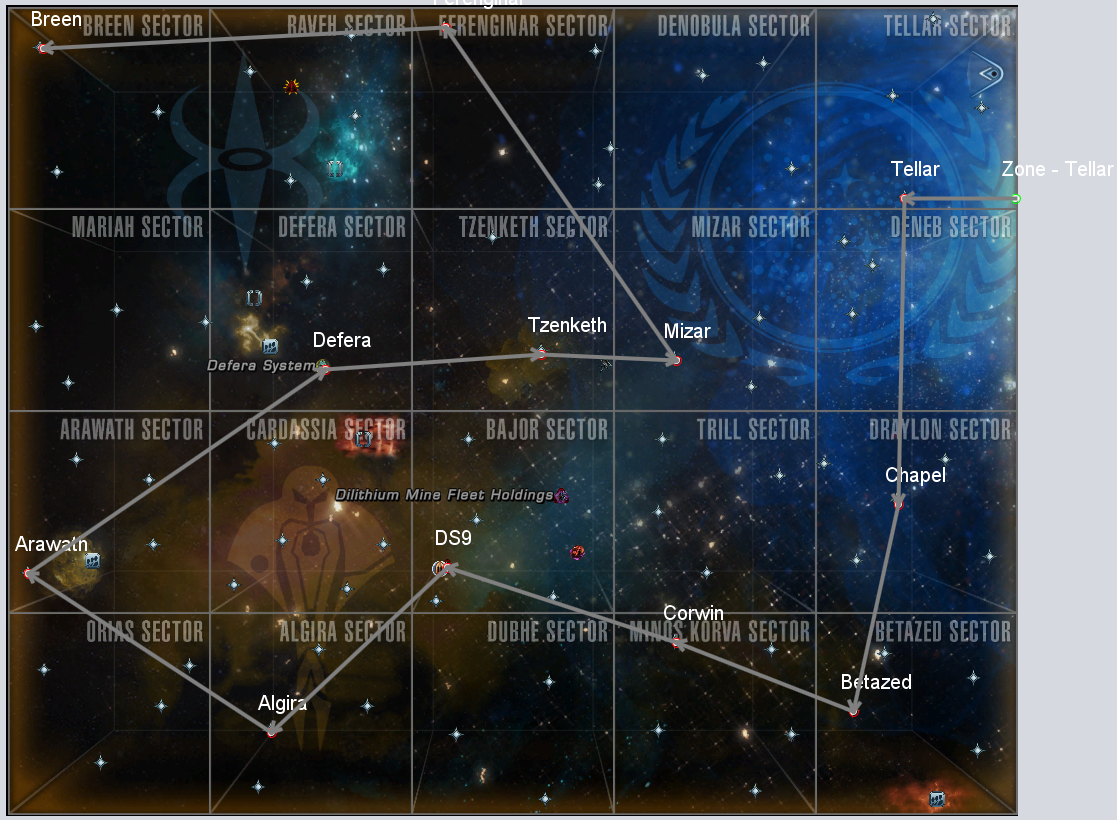 Ferenginar
Breen
BREEN SECTOR
RAVEH SECTOR
FERENGINAR SECTOR
DENOBULA SECTOR
TELLAR SECTOR
Tellar
Zone - Tellar
MARIAH SECTOR
DEFERA SECTOR
TZENKETH SECTOR
MIZAR SECTOR
DENEB SECTOR
Defera
Tzenketh
Mizar
Defera System
ARAWATH SECTOR
CARDASSIA SECTOR
BAJOR SECTOR
TRILL SECTOR
DRAYLON SECTOR
Chapel
Dilithium Mine Fleet Holdings
Arawath
DS9
Corwin
ORIAS SECTOR
ALGIRA SECTOR
DUBHE SECTOR
MINOS KORVA SECTOR
BETAZED SECTOR
Betazed
Algira